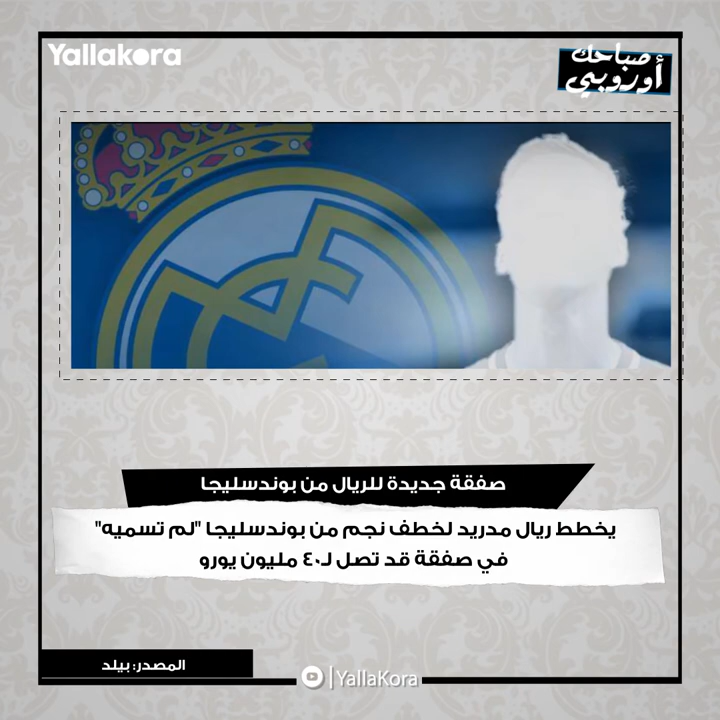 Yallakora
صباحك
أوروبي
صفقة جديدة للريال من بوندسليجا
يخطط ريال مدريد لخطف نجم من بوندسليجا "لم تسميه"
في صفقة قد تصل لـ٤٠ مليون يورو
المصدر: بيلد
YallaKora